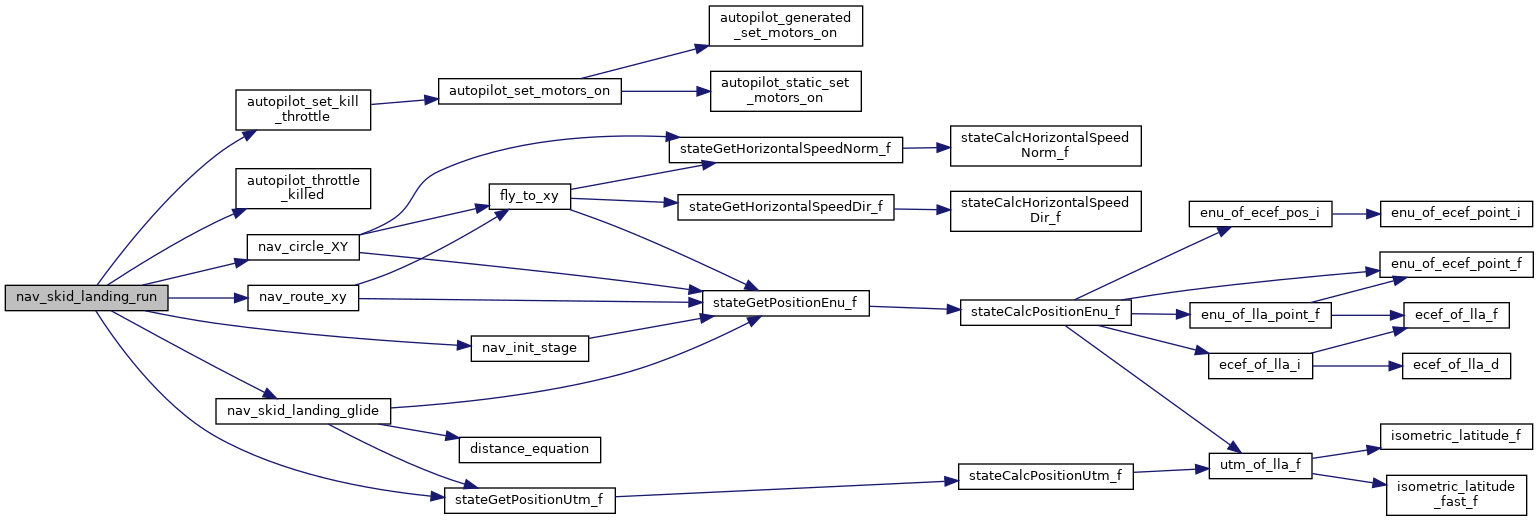 nav_skid_landing_run
autopilot_set_kill
_throttle
autopilot_throttle
_killed
nav_circle_XY
nav_route_xy
nav_init_stage
nav_skid_landing_glide
stateGetPositionUtm_f
autopilot_set_motors_on
autopilot_generated
_set_motors_on
autopilot_static_set
_motors_on
fly_to_xy
stateGetHorizontalSpeedNorm_f
stateGetHorizontalSpeedDir_f
stateGetPositionEnu_f
distance_equation
stateCalcHorizontalSpeed
Norm_f
stateCalcHorizontalSpeed
Dir_f
stateCalcPositionEnu_f
stateCalcPositionUtm_f
enu_of_ecef_pos_i
enu_of_lla_point_f
ecef_of_lla_i
utm_of_lla_f
enu_of_ecef_point_i
enu_of_ecef_point_f
ecef_of_lla_f
ecef_of_lla_d
isometric_latitude_f
isometric_latitude
_fast_f